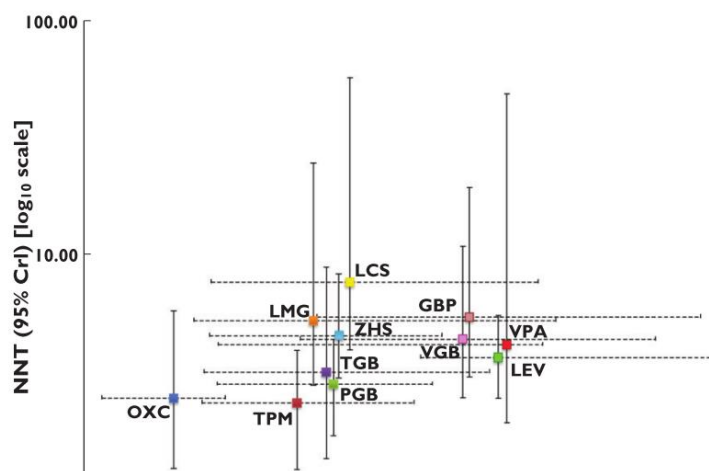 100.00
NNT (95% CrI) [log10 scale]
10.00
LCS
LMG
GBP
ZHS
VPA
VGB
TGB
LEV
PGB
OXC
TPM